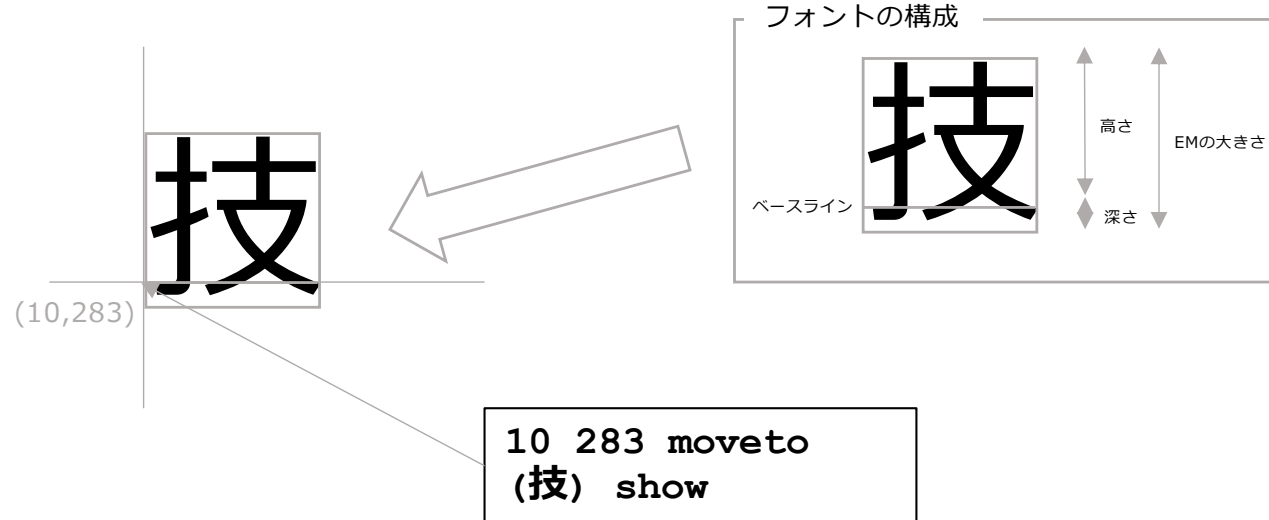 フォントの構成
技
高さ
EMの大きさ
ベースライン
深さ
技
(10,283)
10 283 moveto
(技) show